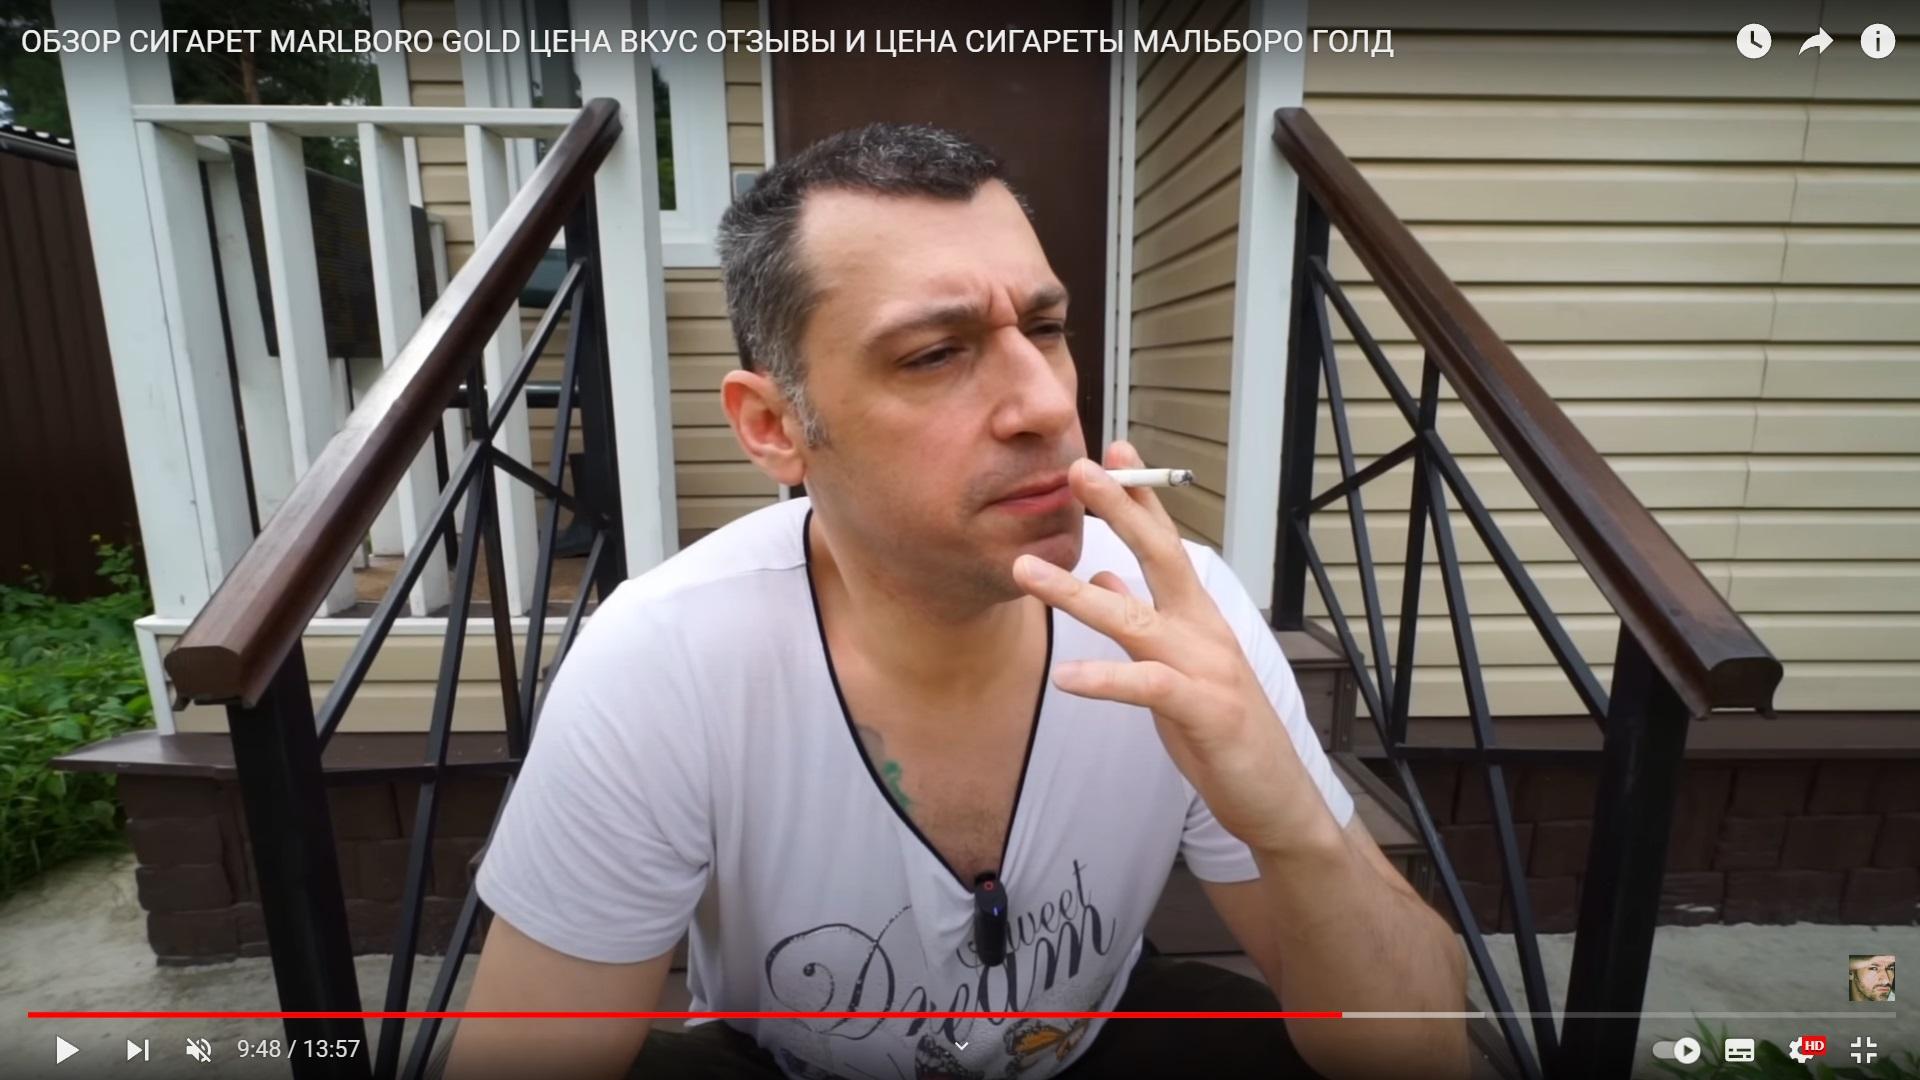 ОБЗОР СИГАРЕТ MARLBORO GOLD ЦЕНА ВКУС ОТЗЫВЫ И ЦЕНА СИГАРЕТЫ МАЛЬБОРО ГОЛД
Sweet
Dream
9:48 / 13:57
HD